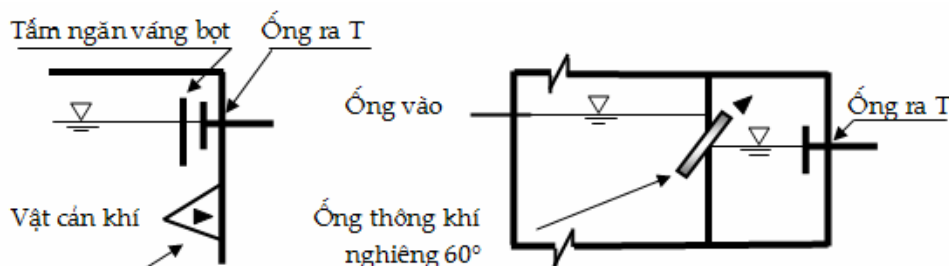 Tấm ngăn váng bọt
Ống ra T
Vật cản khí
Ống vào
Ống thông khí
nghiêng 60°
Ống ra T